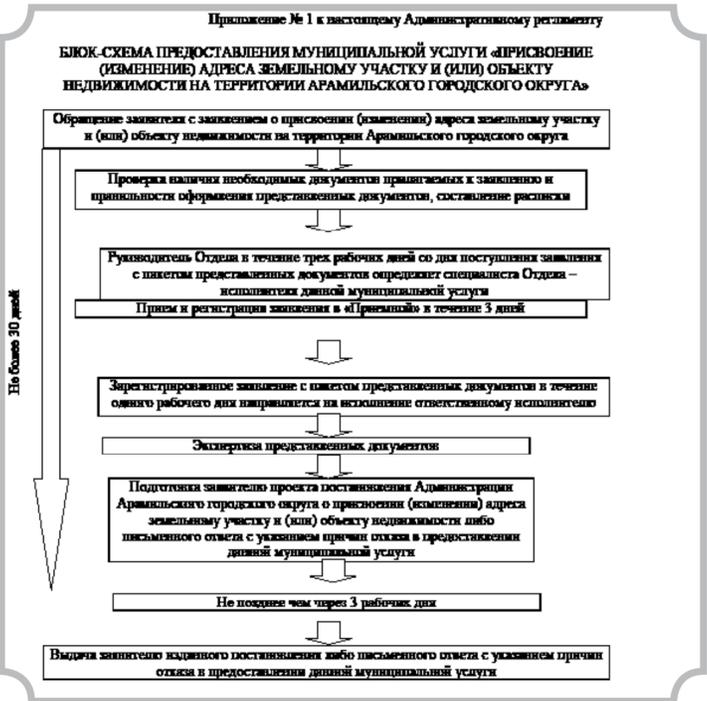 Приложение № 1 к настоящему Административному регламенту
БЛОК-СХЕМА ПРЕДОСТАВЛЕНИЯ МУНИЦИПАЛЬНОЙ УСЛУГИ «ПРИСВОЕНИЕ
(ИЗМЕНЕНИЕ) АДРЕСА ЗЕМЕЛЬНОМУ УЧАСТКУ И (ИЛИ) ОБЪЕКТУ
НЕДВИЖИМОСТИ НА ТЕРРИТОРИИ АРАМИЛЬСКОГО ГОРОДСКОГО ОКРУГА»
Обращение заявителя с заявлением о присвоении (изменении) адреса земельному участку
и (или) объекту недвижимости на территории Арамильского городского округа
Проверка наличия необходимых документов прилагаемых к заявлению и
правильности оформления представленных документов, составление расписки
Руководитель Отдела в течение трех рабочих дней со дня поступления заявления
с пакетом представленных документов определяет специалиста Отдела –
исполнителя данной муниципальной услуги
Прием и регистрация заявления в «Приемной» в течение 3 дней
Не более 30 дней
Зарегистрированное заявление с пакетом представленных документов в течение
одного рабочего дня направляется на исполнение ответственному исполнителю
Экспертиза представленных документов
Подготовка заявителю проекта постановления Администрации
Арамильского городского округа о присвоении (изменении) адреса
земельному участку и (или) объекту недвижимости либо
письменного ответа с указанием причин отказа в предоставлении
данной муниципальной услуги
Не позднее чем через 3 рабочих дня
Выдача заявителю изданного постановления либо письменного ответа с указанием причин
отказа в предоставлении данной муниципальной услуги